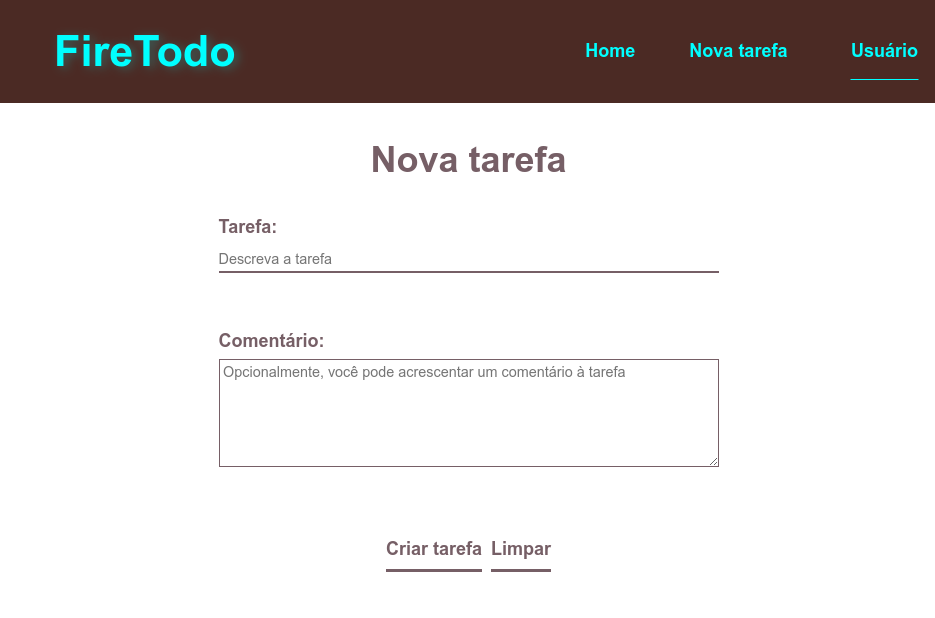 FireTodo
Home Nova tarefa Usuário
Nova tarefa
Tarefa:
Descreva a tarefa
Comentário:
Opcionalmente, você pode acrescentar um comentário à tarefa
Criar tarefa Limpar